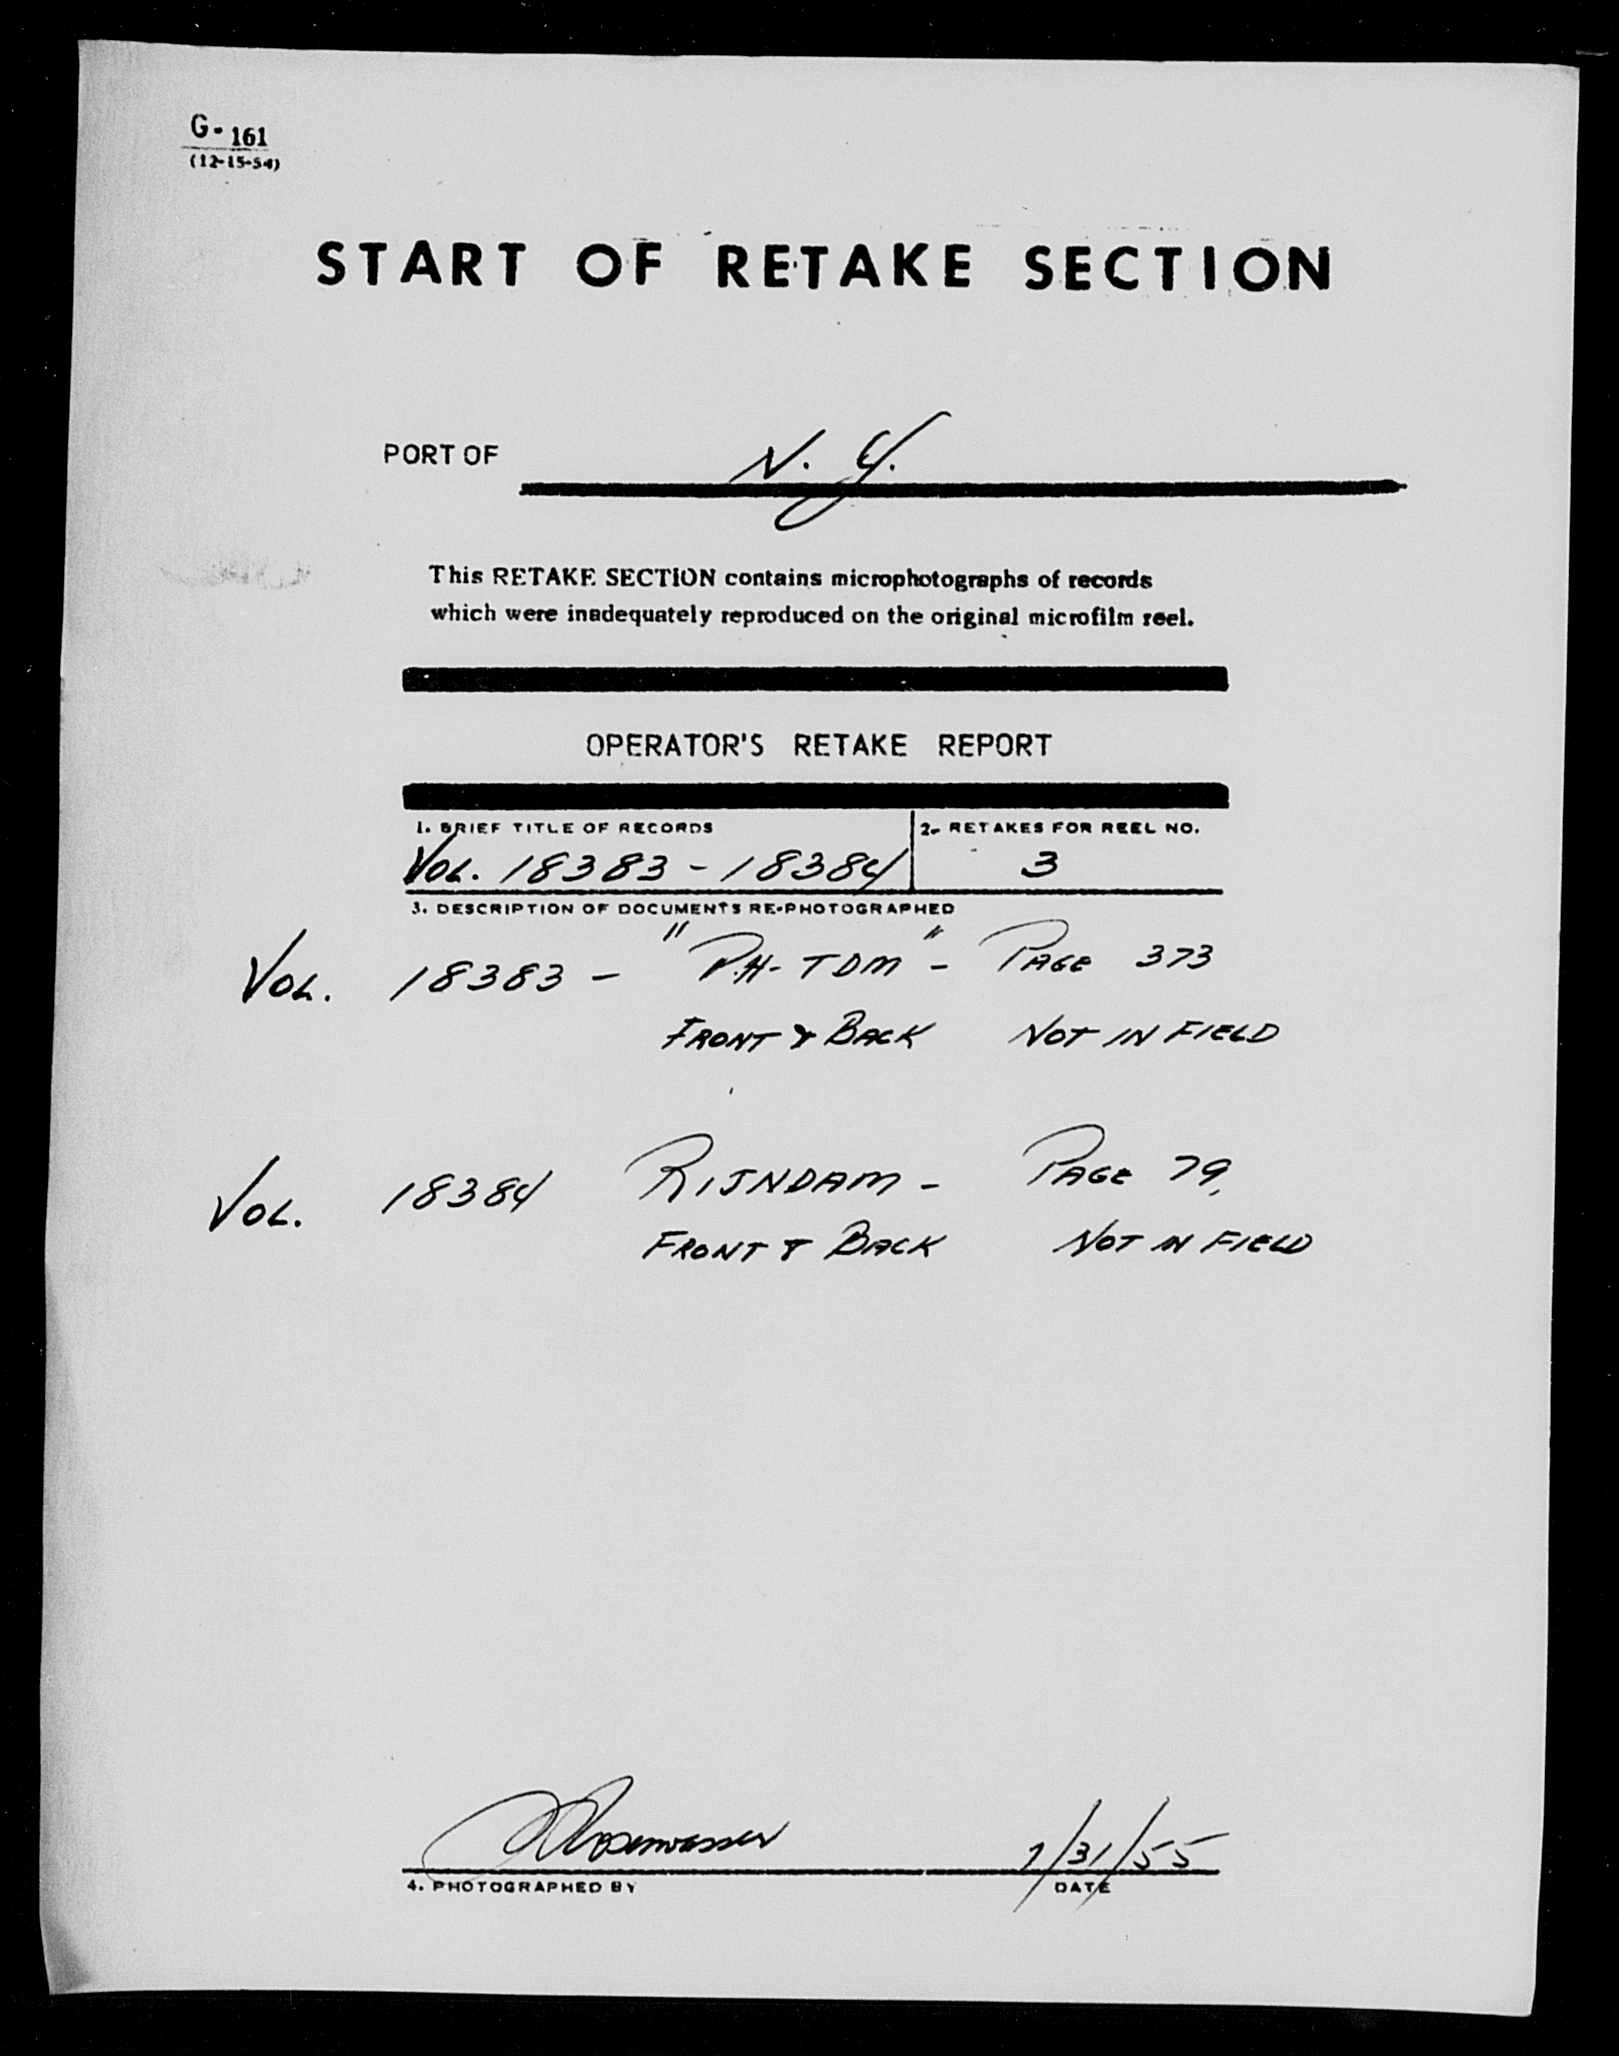 G-161
(12-15-54)
START OF RETAKE SECTION
PORT OF N. Y.
This RETAKE SECTION contains microphotographs of records
which were inadequately reproduced on the original microfilm reel.
OPERATOR'S RETAKE REPORT
1. BRIEF TITLE OF RECORDS 2- RETAKES FOR REEL NO.
VOL. 18383 - 18384 3
3. DESCRIPTION OF DOCUMENTS RE-PHOTOGRAPHED
VOL. 18383 - "P.H- TDM" - PAGE 373
FRONT & BACK NOT IN FIELD
VOL. 18384 RIJNDAM - PAGE 79,
FRONT & BACK NOT IN FIELD
Rosenwasser /31/55
4. PHOTOGRAPHED BY DATE